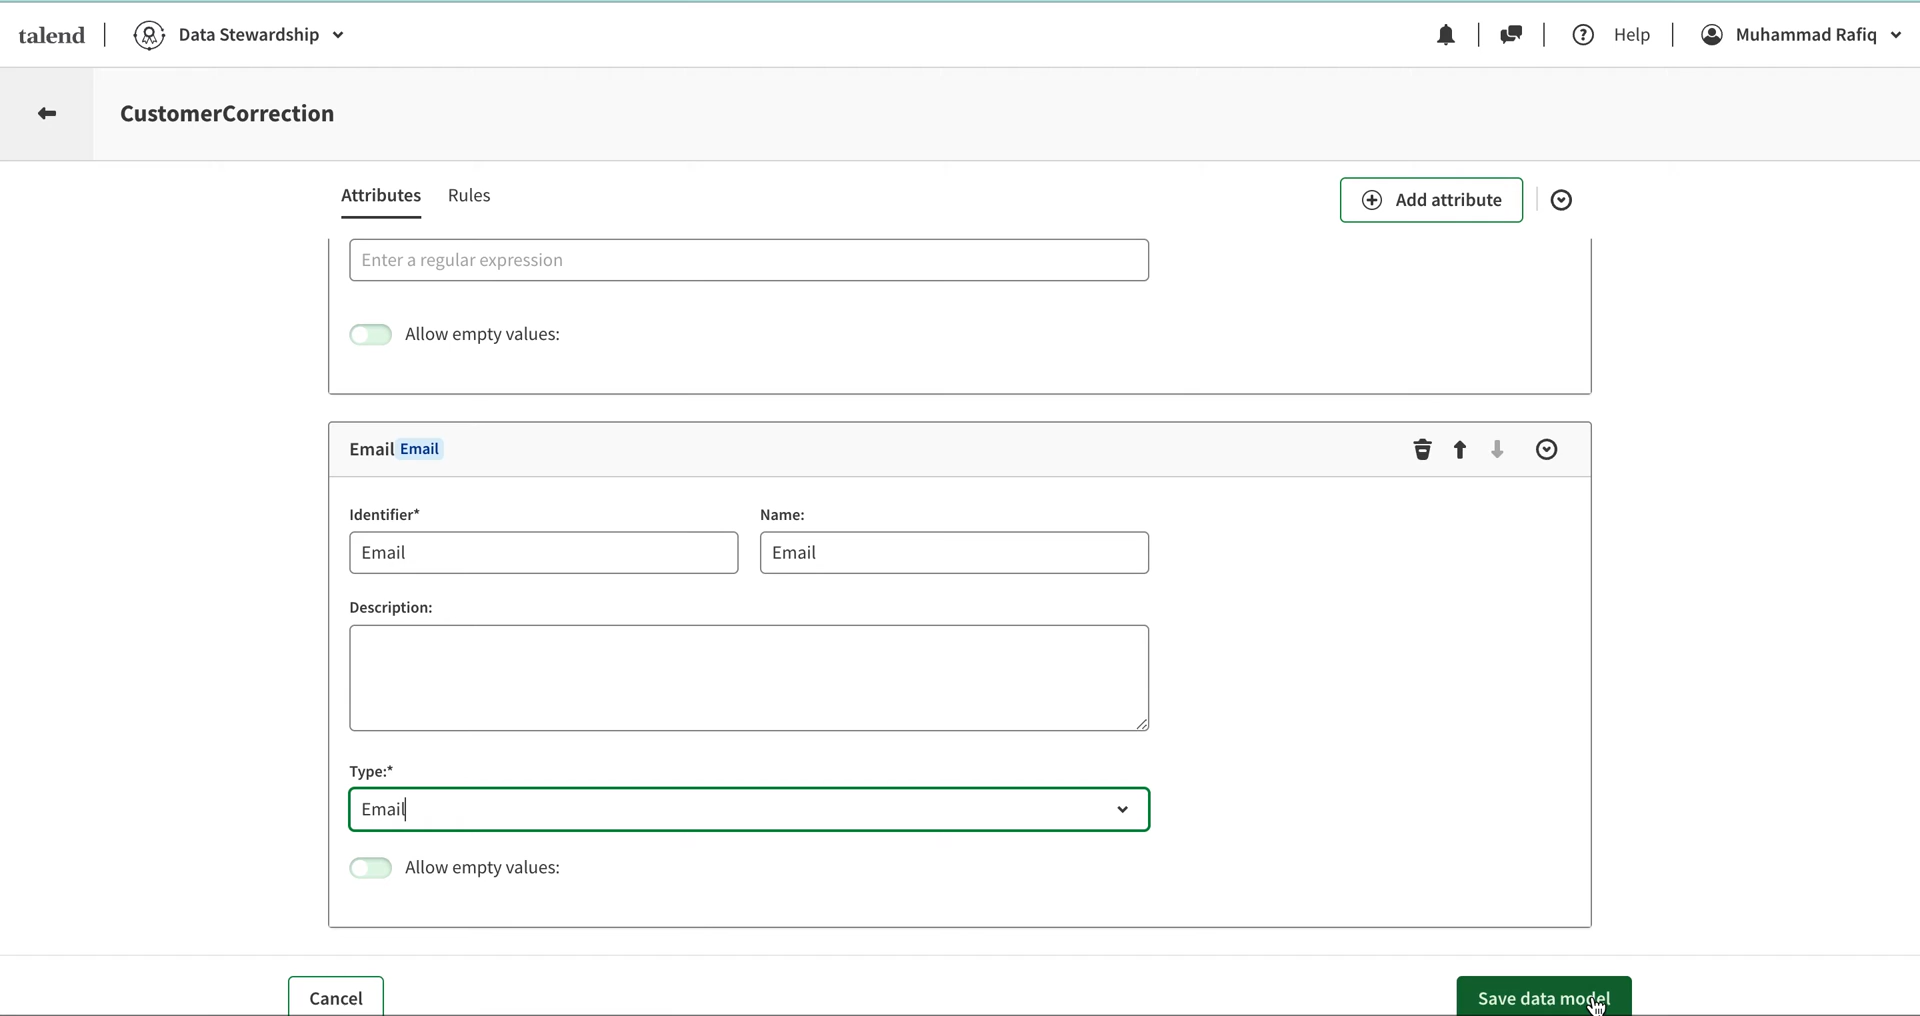 talend
Data Stewardship
Help
Muhammad Rafiq
CustomerCorrection
Attributes
Rules
Add attribute
Enter a regular expression
Allow empty values:
Email Email
Identifier*
Name:
Email
Email
Description:
Type:*
Email
Allow empty values:
Cancel
Save data model